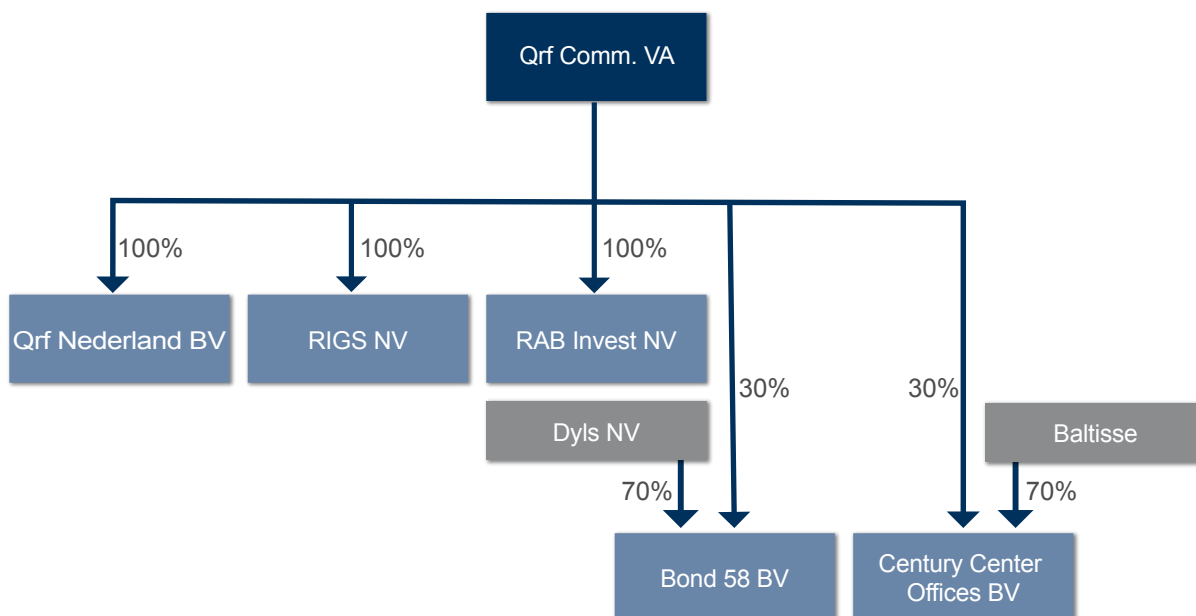 Qrf Comm. VA
100%
100%
100%
Qrf Nederland BV
RIGS NV
RAB Invest NV
30%
30%
Dyls NV
Baltisse
70%
70%
Bond 58 BV
Century Center
Offices BV